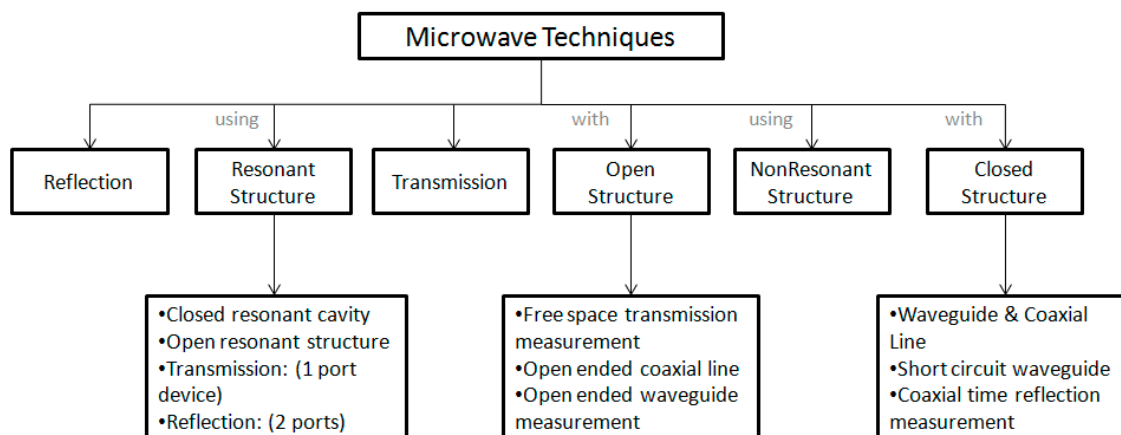 Microwave Techniques
using
with
using
with
Reflection
Resonant
Structure
Transmission
Open
Structure
NonResonant
Structure
Closed
Structure
•Closed resonant cavity
•Open resonant structure
•Transmission: (1 port
device)
•Reflection: (2 ports)
•Free space transmission
measurement
•Open ended coaxial line
•Open ended waveguide
measurement
•Waveguide & Coaxial
Line
•Short circuit waveguide
•Coaxial time reflection
measurement